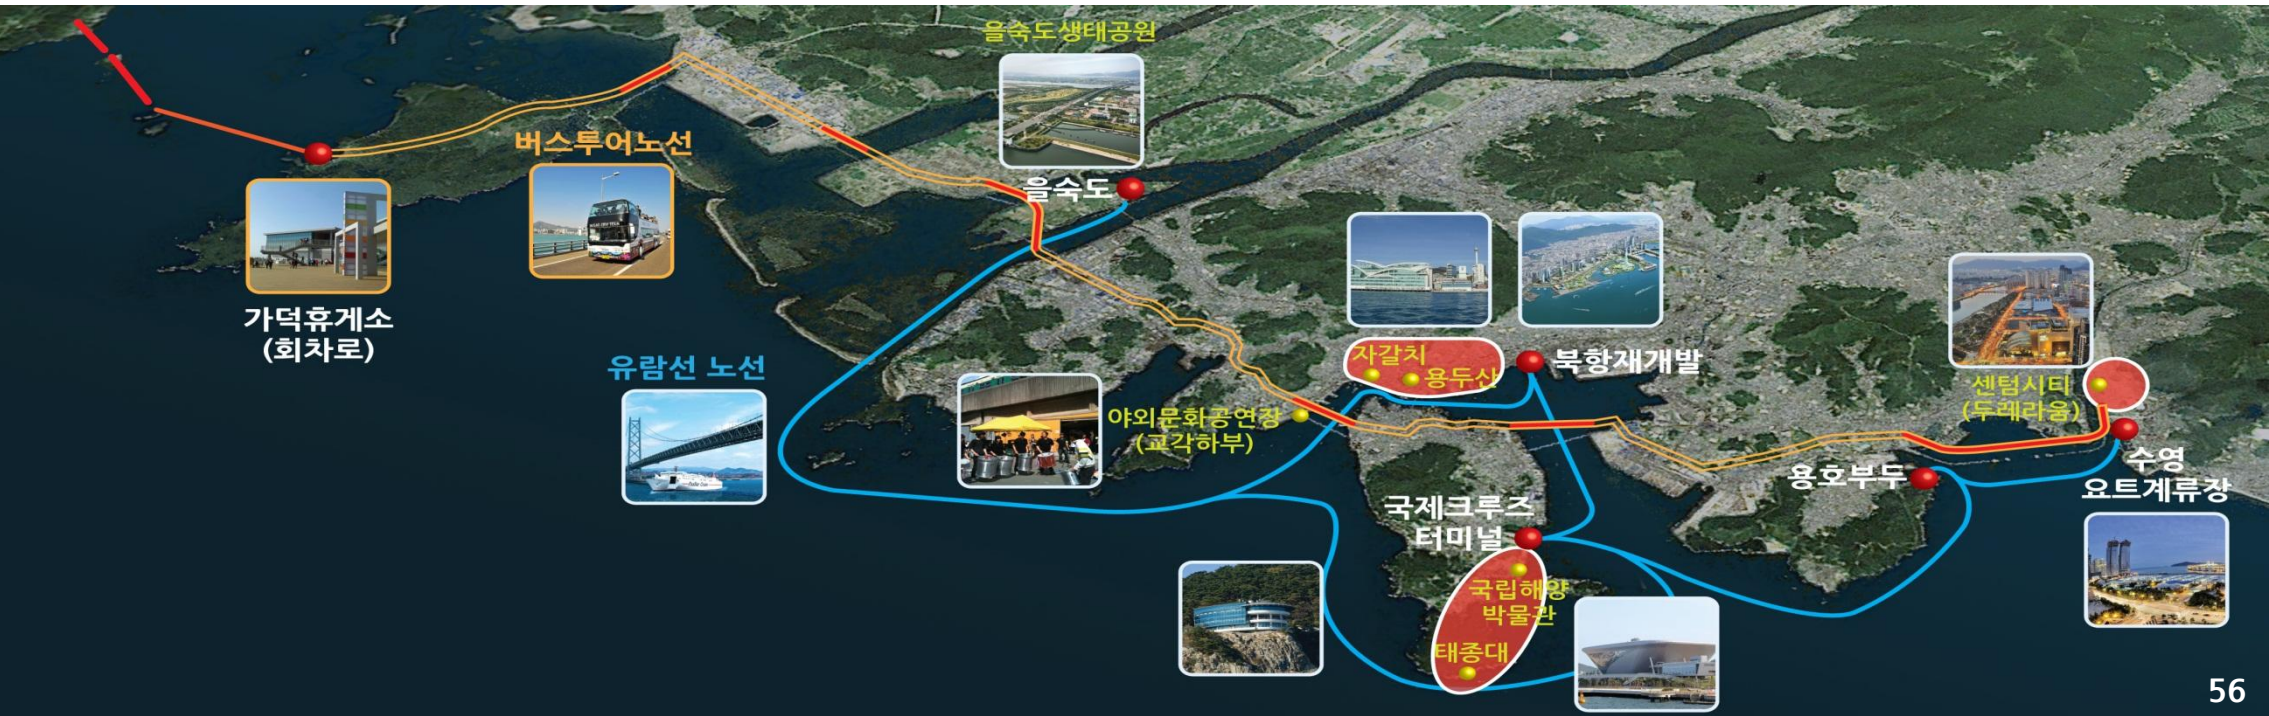 을숙도생태공원
버스투어노선
을숙도
가덕휴게소
(회차로)
유람선 노선
자갈치
용두산
북항재개발
센텀시티
(두레라움)
야외문화공연장
(교각하부)
용호부두
수영
요트계류장
국제크루즈
터미널
국립해양
박물관
태종대
56